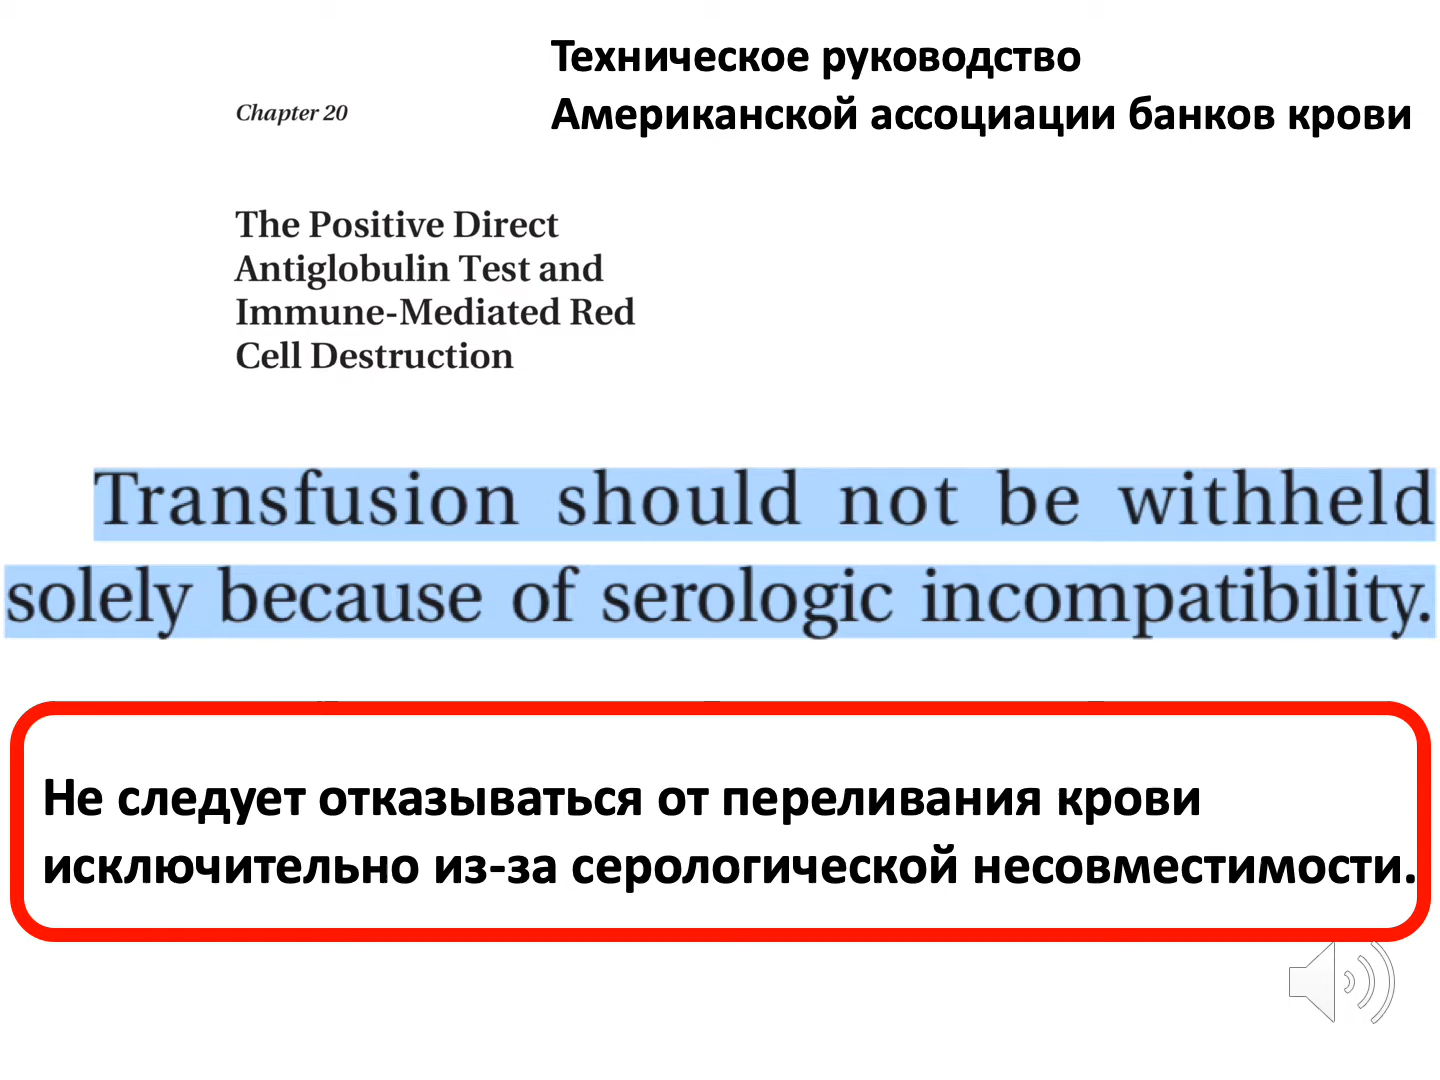 Техническое руководство
Американской ассоциации банков крови
Chapter 20
The Positive Direct
Antiglobulin Test and
Immune-Mediated Red
Cell Destruction
Transfusion should not be withheld
solely because of serologic incompatibility.
Не следует отказываться от переливания крови
исключительно из-за серологической несовместимости.